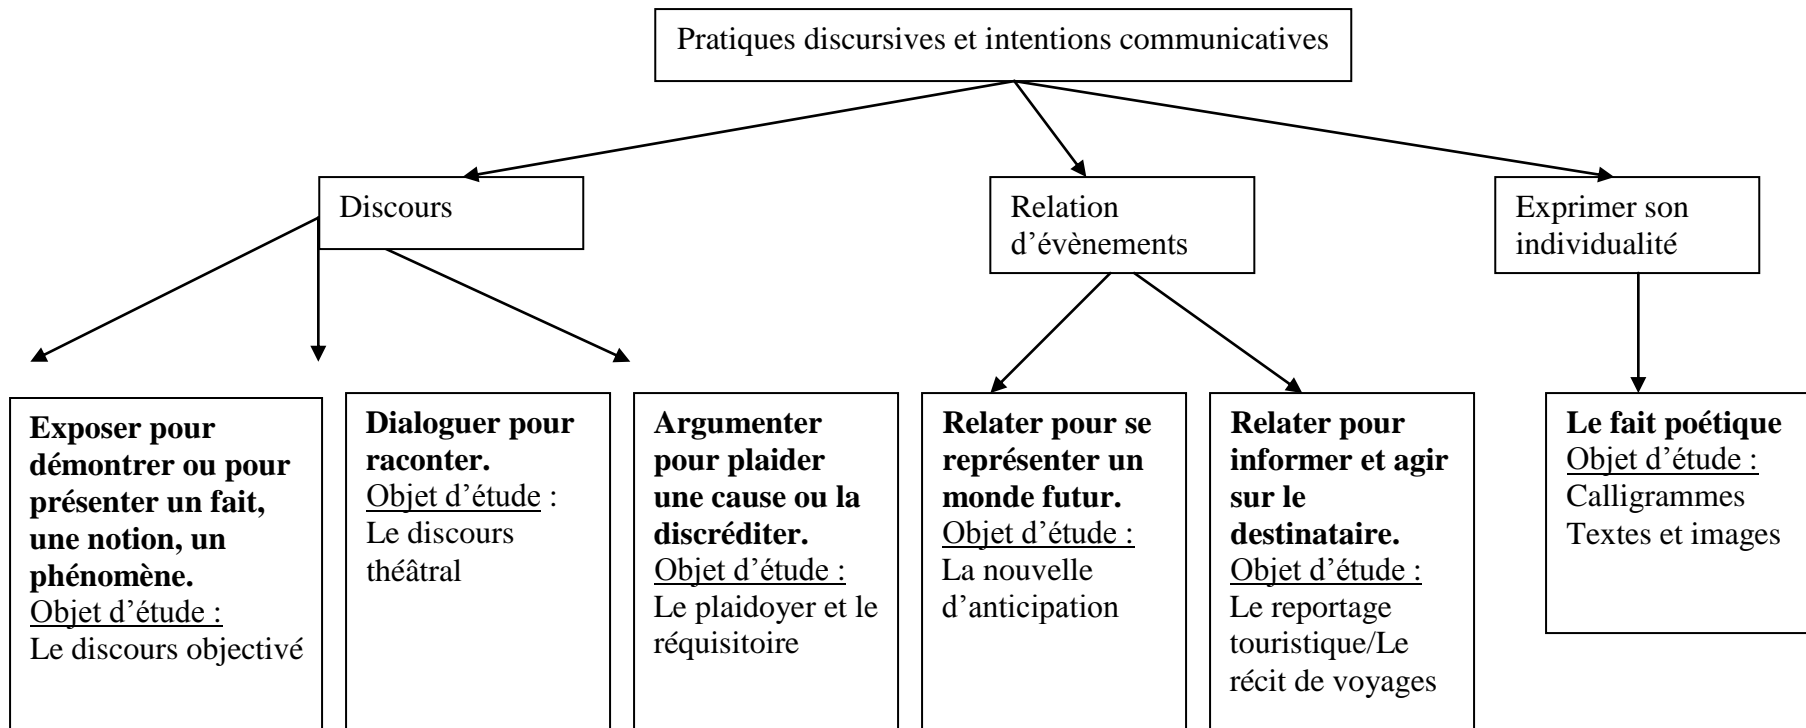 Pratiques discursives et intentions communicatives
Discours
Relation
d’évènements
Exprimer son
individualité
Exposer pour
démontrer ou pour
présenter un fait,
une notion, un
phénomène.
Objet d’étude :
Le discours objectivé
Dialoguer pour
raconter.
Objet d’étude :
Le discours
théâtral
Argumenter
pour plaider
une cause ou la
discréditer.
Objet d’étude :
Le plaidoyer et le
réquisitoire
Relater pour se
représenter un
monde futur.
Objet d’étude :
La nouvelle
d’anticipation
Relater pour
informer et agir
sur le
destinataire.
Objet d’étude :
Le reportage
touristique/Le
récit de voyages
Le fait poétique
Objet d’étude :
Calligrammes
Textes et images